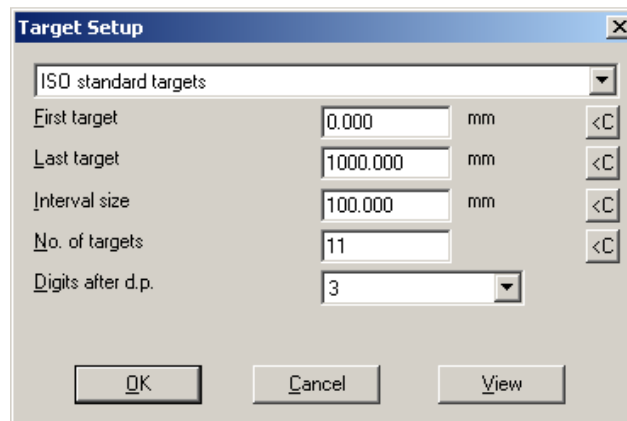 Target Setup
ISO standard targets
First target 0.000 mm <C
Last target 1000.000 mm <C
Interval size 100.000 mm <C
No. of targets 11 <C
Digits after d.p. 3
OK Cancel View